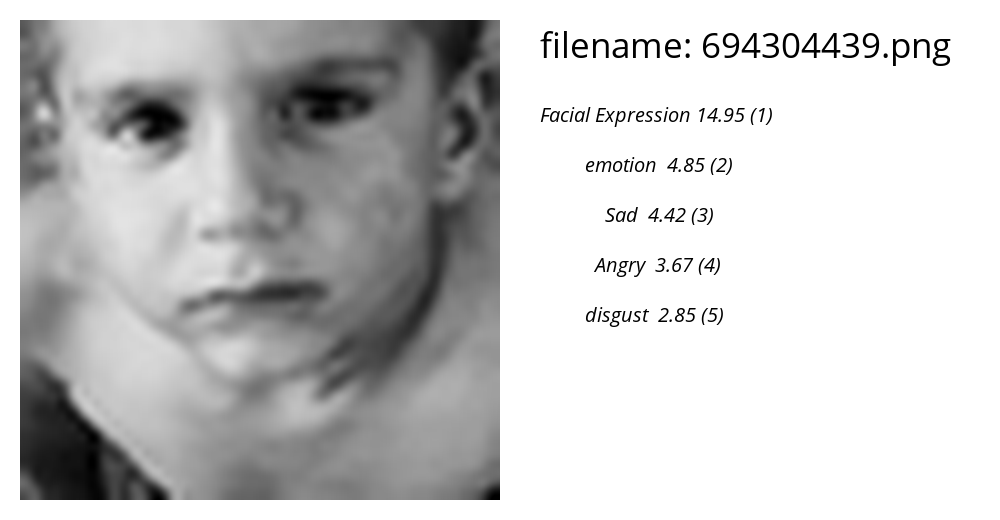 filename: 694304439.png
Facial Expression 14.95 (1)
emotion 4.85 (2)
Sad 4.42 (3)
Angry 3.67 (4)
disgust 2.85 (5)